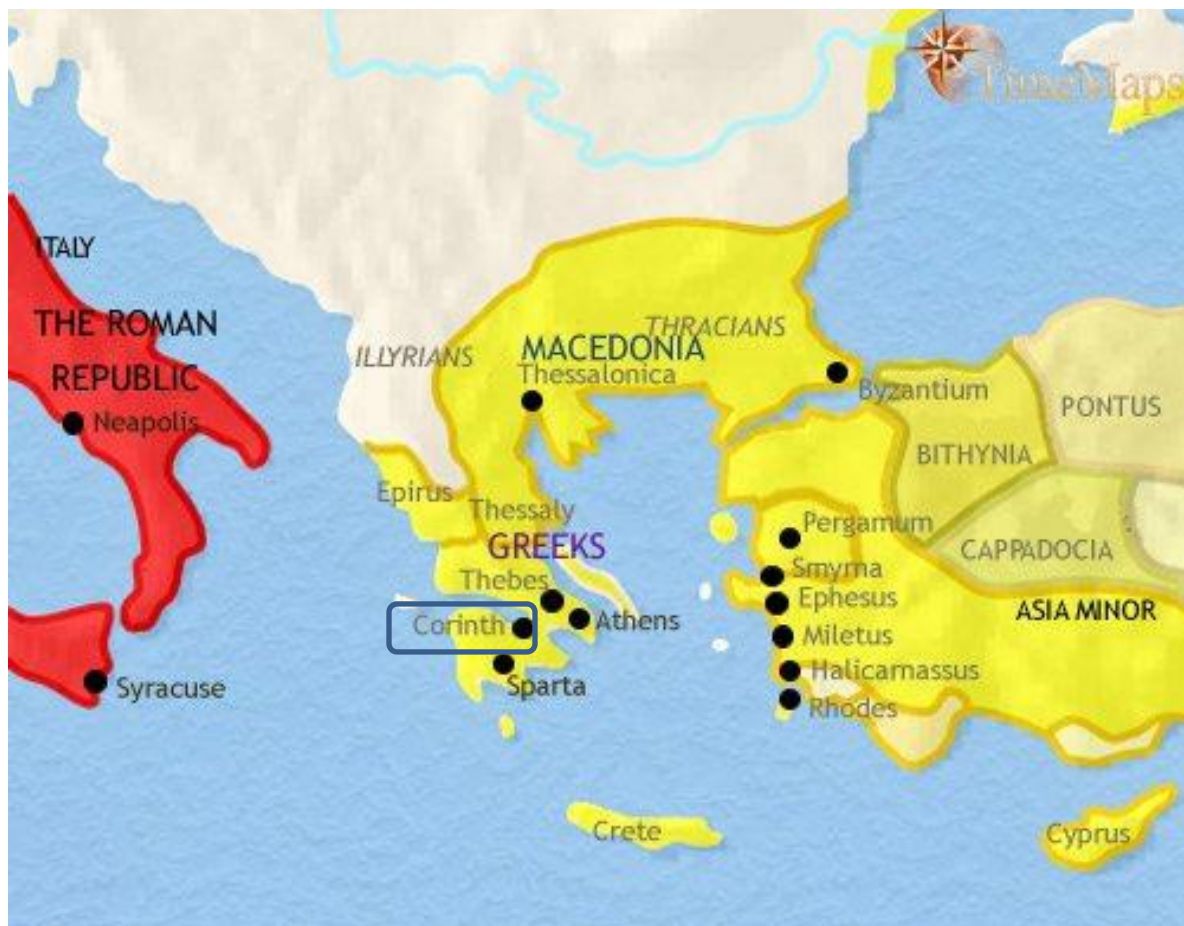 TimeMaps
ITALY
THE ROMAN
REPUBLIC
Neapolis
Syracuse
ILLYRIANS
THRACIANS
MACEDONIA
Thessalonica
Byzantium
PONTUS
BITHYNIA
CAPPADOCIA
Epirus
Thessaly
GREEKS
Thebes
Corinth
Athens
Sparta
Pergamum
Smyrna
Ephesus
ASIA MINOR
Miletus
Halicarnassus
Rhodes
Crete
Cyprus